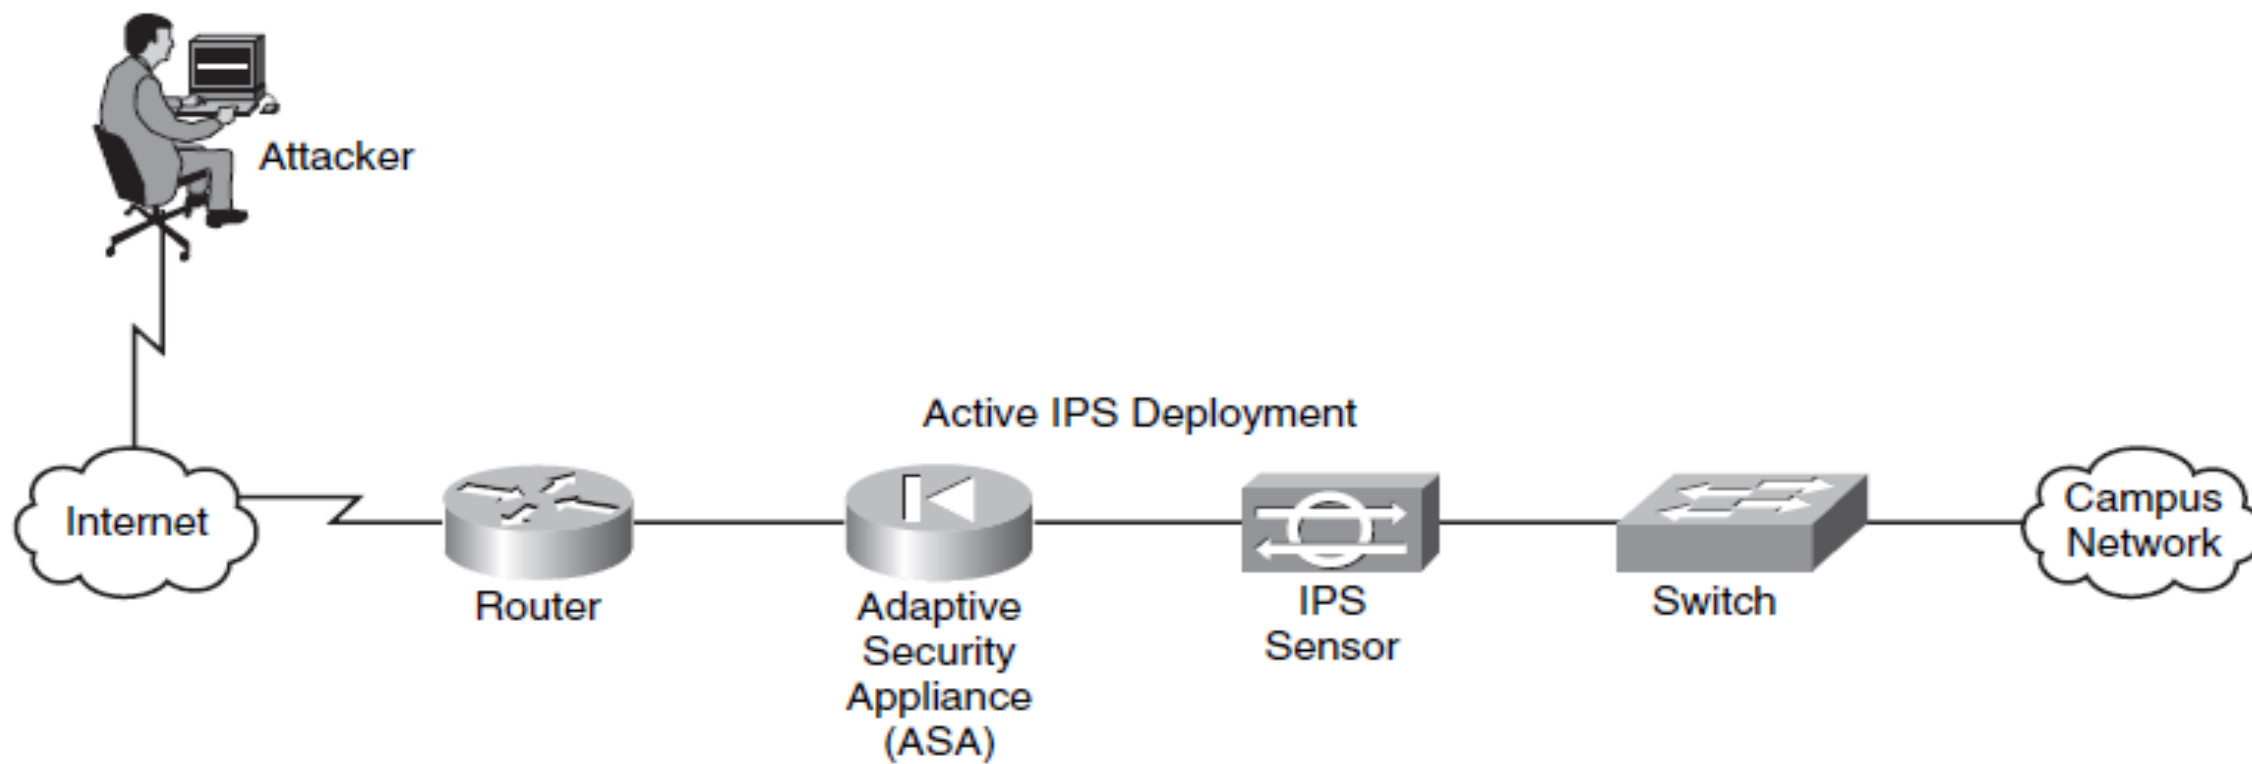 Attacker
Active IPS Deployment
Internet
Router
Adaptive
Security
Appliance
(ASA)
IPS
Sensor
Switch
Campus
Network